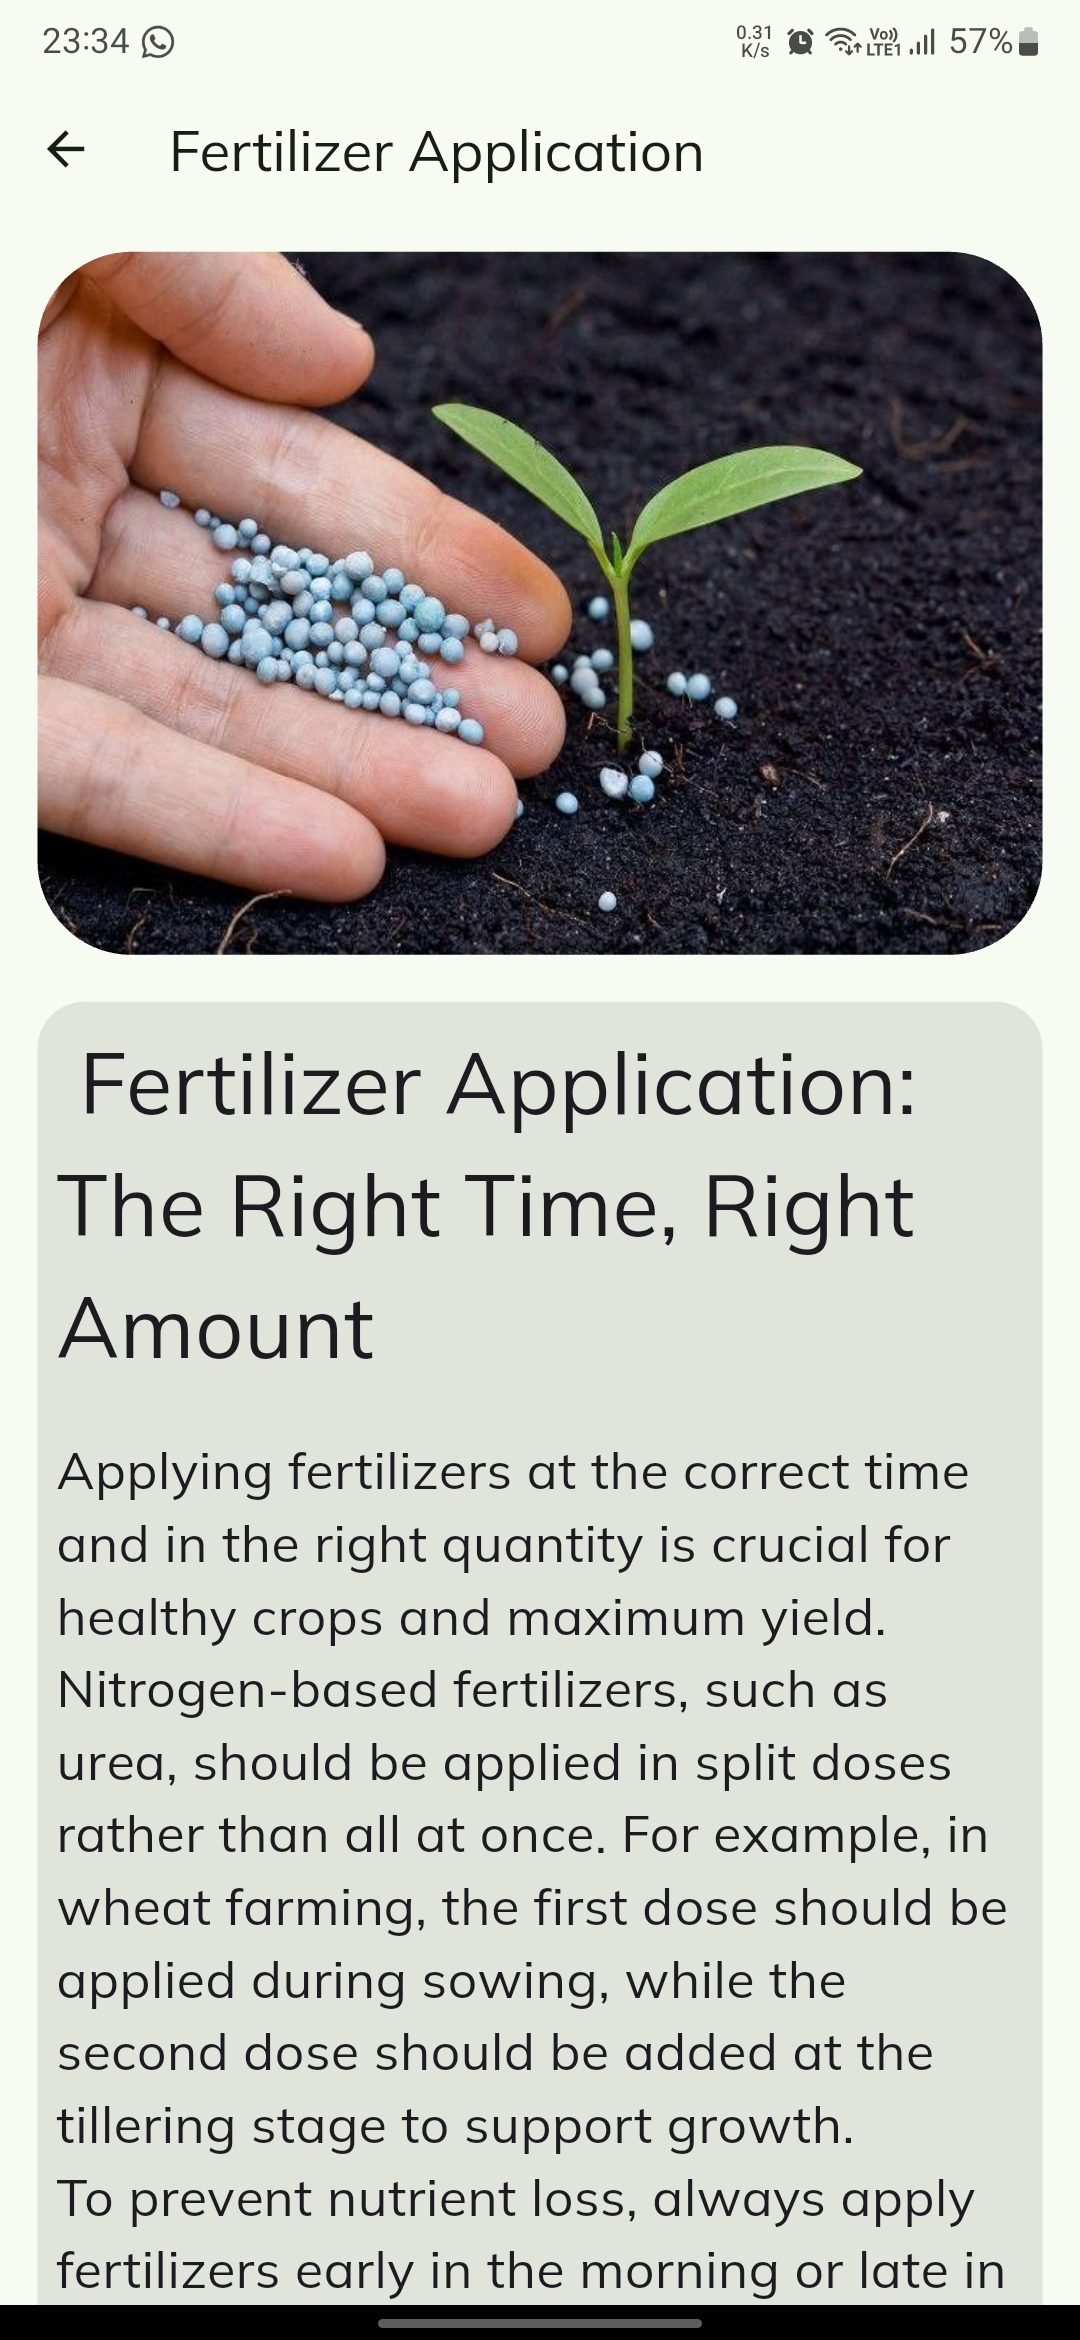 23:34
0.31
K/s
Vo))
LTE1
57%
Fertilizer Application
Fertilizer Application:
The Right Time, Right
Amount
Applying fertilizers at the correct time
and in the right quantity is crucial for
healthy crops and maximum yield.
Nitrogen-based fertilizers, such as
urea, should be applied in split doses
rather than all at once. For example, in
wheat farming, the first dose should be
applied during sowing, while the
second dose should be added at the
tillering stage to support growth.
To prevent nutrient loss, always apply
fertilizers early in the morning or late in